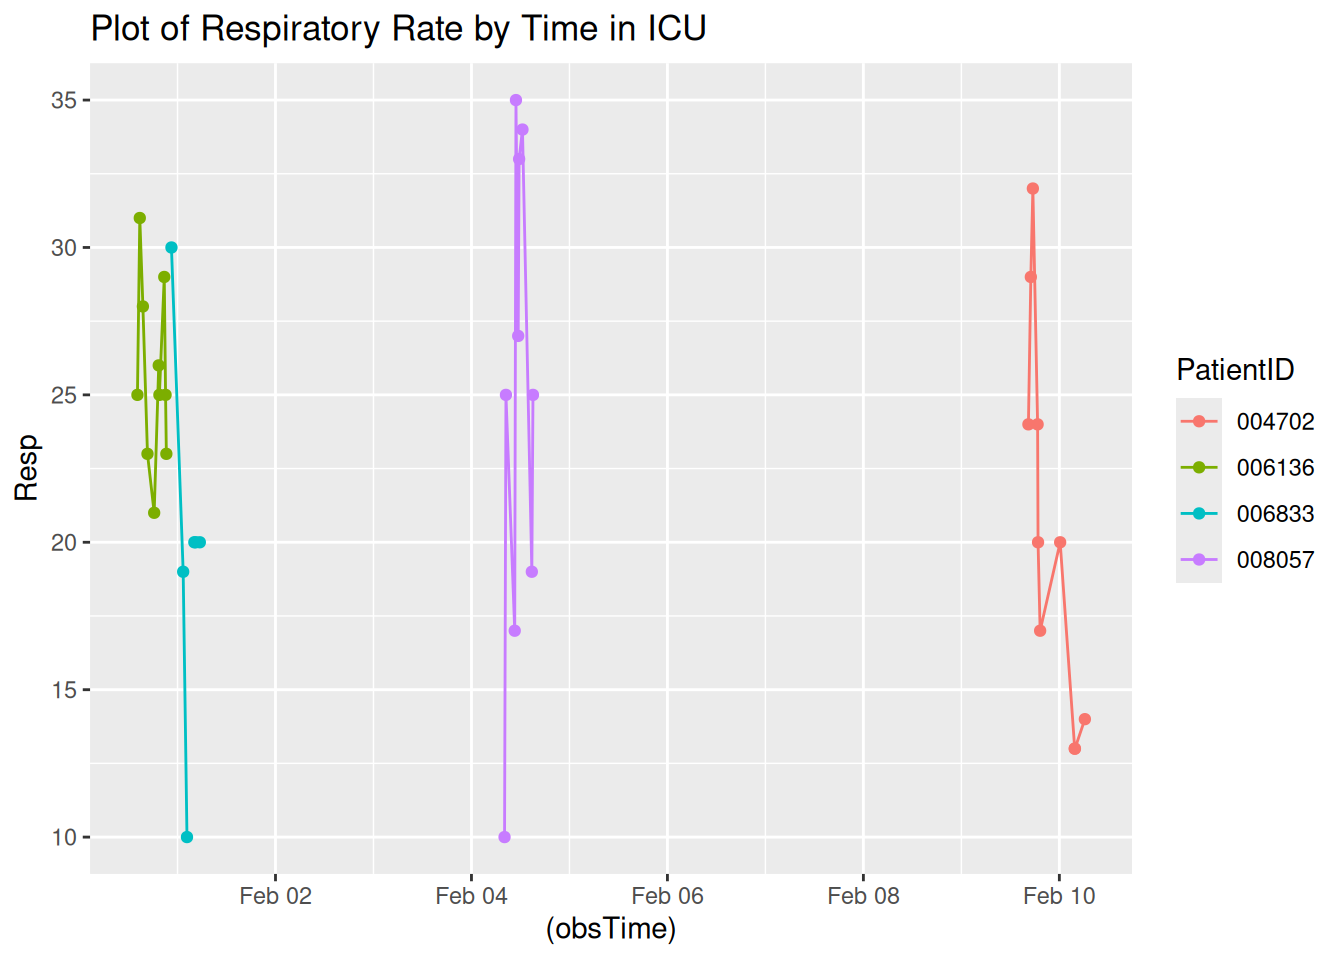 Plot of Respiratory Rate by Time in ICU
35
30
25
20
15
10
Resp
Feb 02
Feb 04
Feb 06
Feb 08
Feb 10
(obsTime)
PatientID
004702
006136
006833
008057